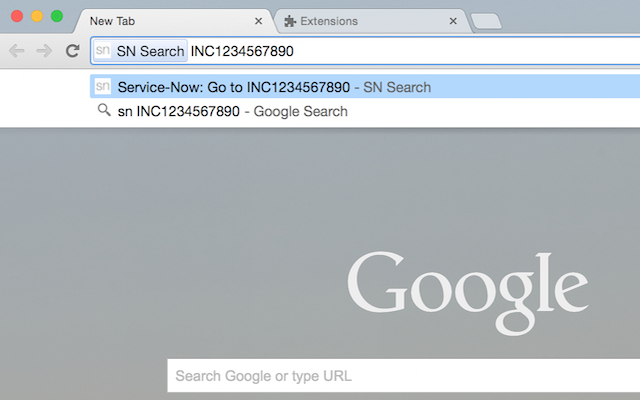 New Tab
Extensions
sn SN Search INC1234567890
sn Service-Now: Go to INC1234567890 - SN Search
sn INC1234567890 - Google Search
Google
Search Google or type URL